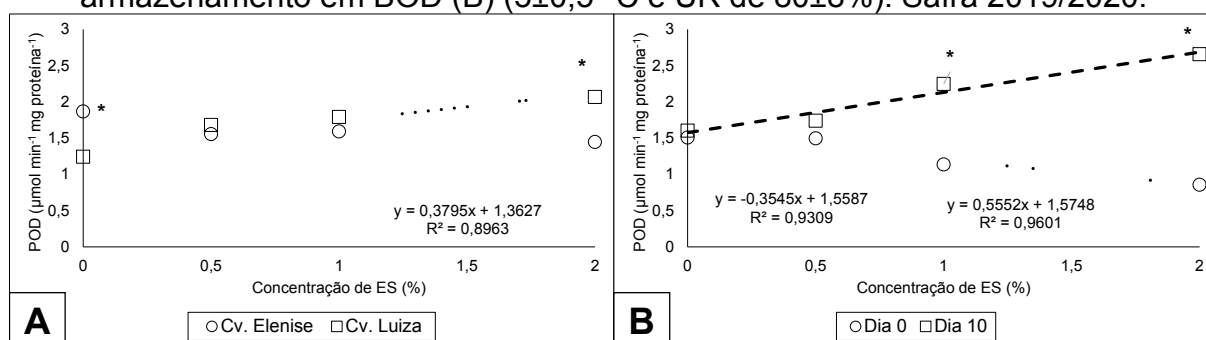 armazenamento em BOD (B) (5±0,5 °C e UR de 80±8%). Safra 2019/2020.
POD (µmol min⁻¹ mg proteína⁻¹)
3
2,5
2
1,5
1
0,5
0
*
*
y = 0,3795x + 1,3627
R² = 0,8963
0 0,5 1 1,5 2
Concentração de ES (%)
A
Cv. Elenise Cv. Luiza
POD (µmol min⁻¹ mg proteína⁻¹)
3
2,5
2
1,5
1
0,5
0
*
*
y = -0,3545x + 1,5587
R² = 0,9309
y = 0,5552x + 1,5748
R² = 0,9601
0 0,5 1 1,5 2
Concentração de ES (%)
B
Dia 0 Dia 10